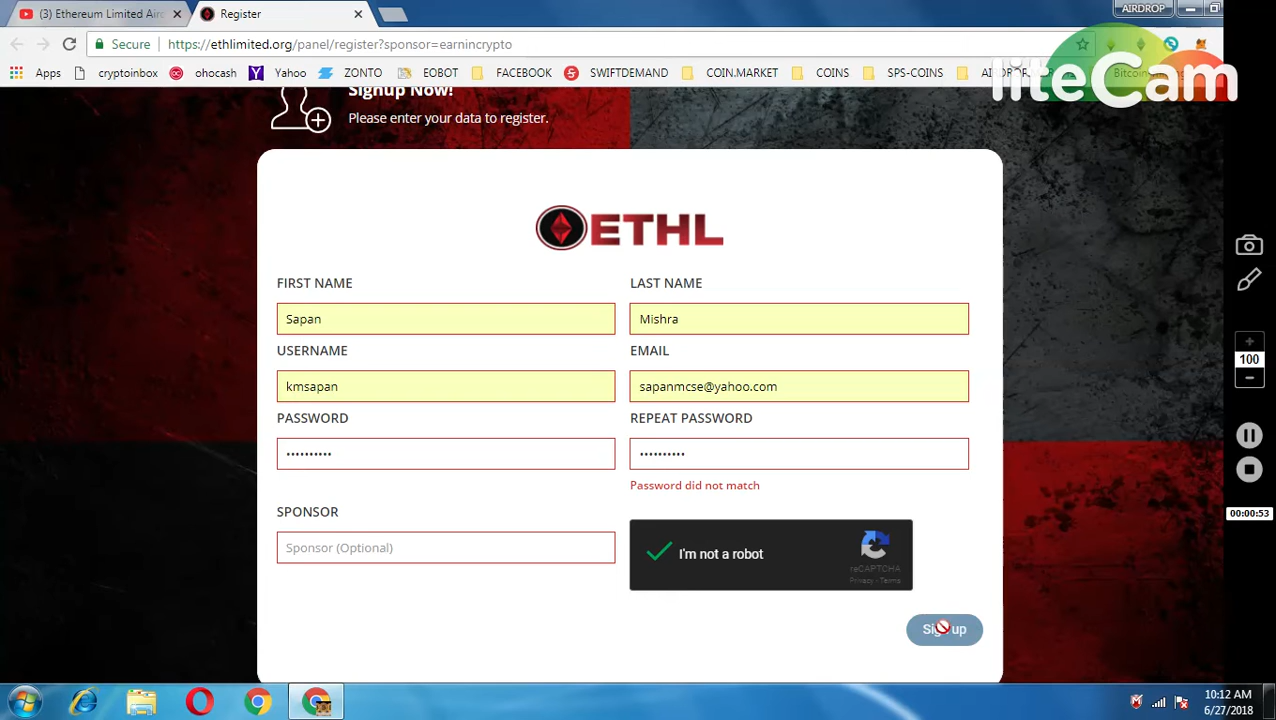 (3) Ethereum Limited Air
Register
AIRDROP
Secure
https://ethlimited.org/panel/register?sponsor=earnincrypto
Apps
cryptoinbox
ohocash
Yahoo
EOBOT
FACEBOOK
SWIFTDEMAND
COIN.MARKET
COINS
SPS-COINS
liteCam
Signup Now!
Please enter your data to register.
ETHL
FIRST NAME
LAST NAME
Sapan
Mishra
USERNAME
EMAIL
kmsapan
sapanmcse@yahoo.com
PASSWORD
REPEAT PASSWORD
••••••••••
••••••••••
Password did not match
SPONSOR
Sponsor (Optional)
I'm not a robot
reCAPTCHA
Privacy - Terms
Sign up
100
00:00:53
10:12 AM
6/27/2018